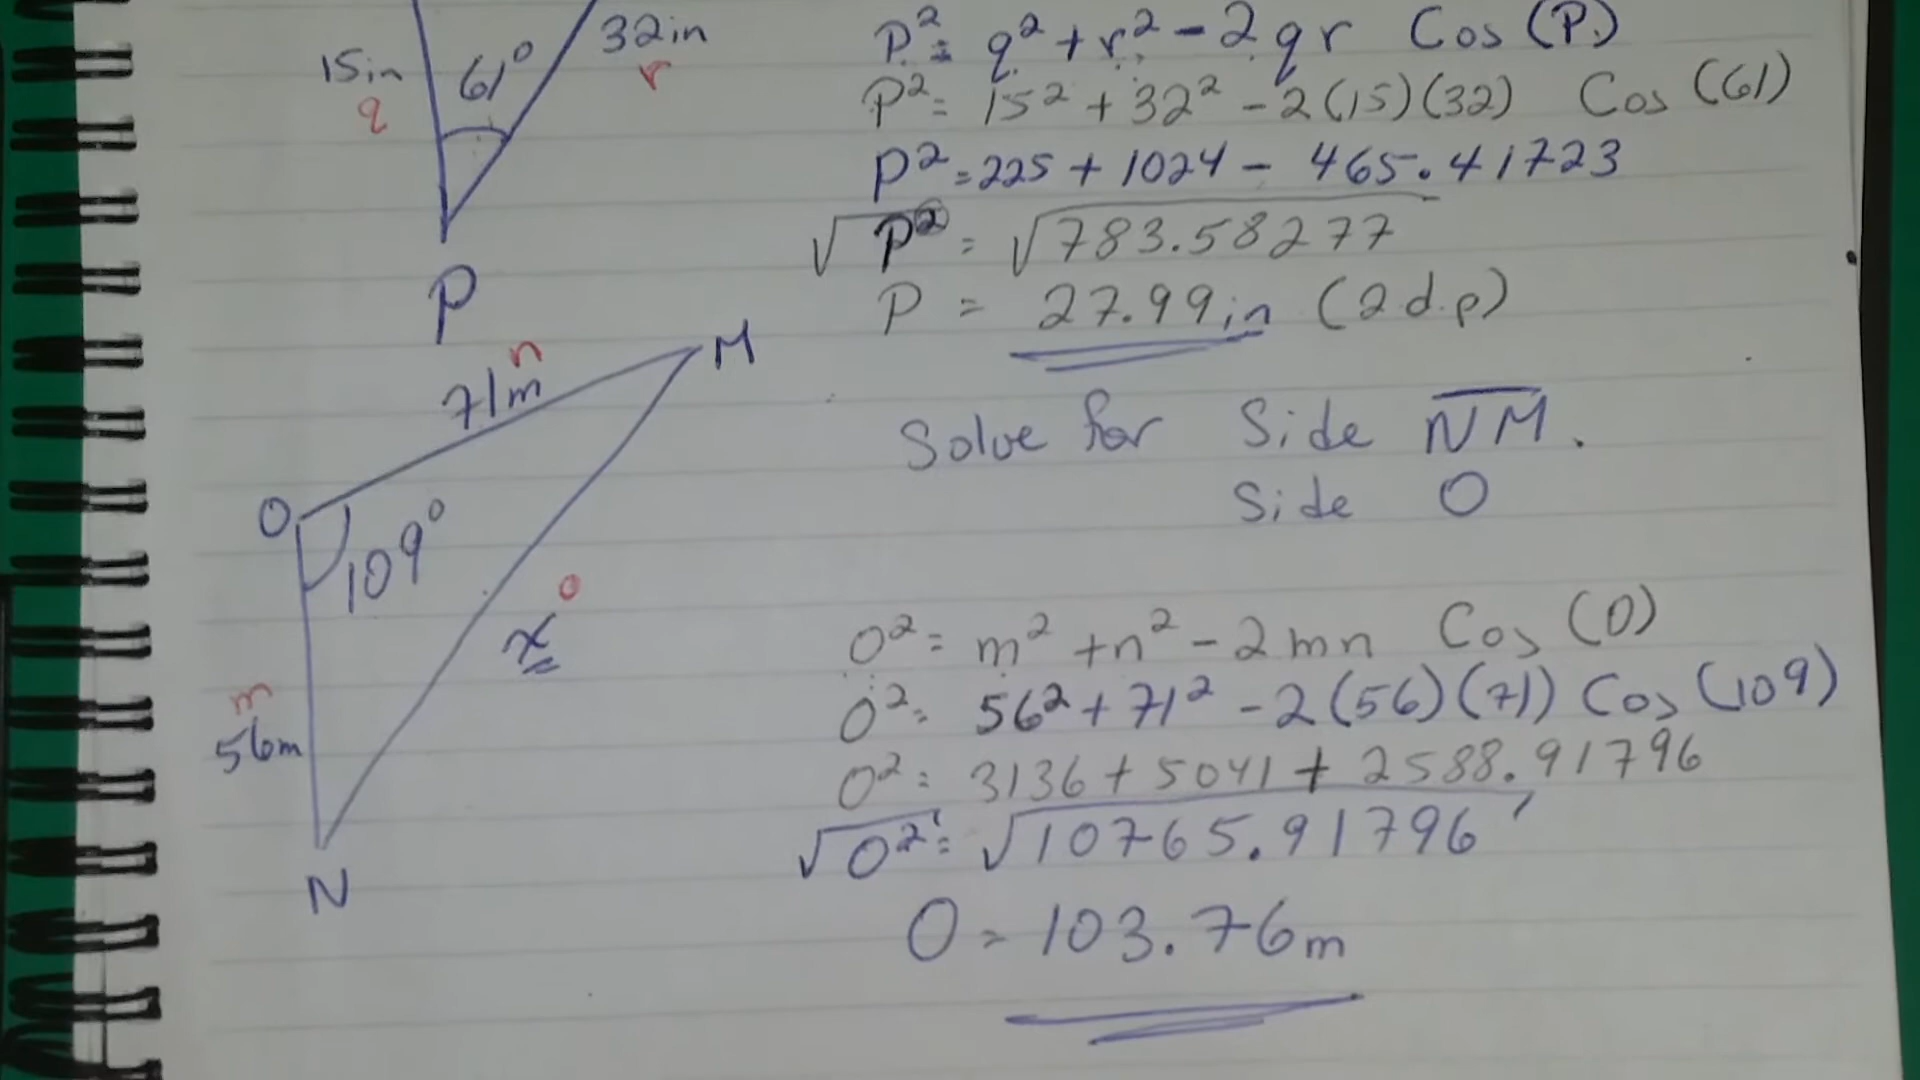 15in
q
61°
32in
r
P
P² = q² + r² - 2qr Cos (P)
P² = 15² + 32² - 2(15)(32) Cos (61)
P² = 225 + 1024 - 465.41723
√P² = √783.58277
P = 27.99in (2 d.p)
n
71m
M
O
109°
x
o
m
56m
N
Solve for Side NM.
Side O
O² = m² + n² - 2mn Cos (O)
O² = 56² + 71² - 2(56)(71) Cos (109)
O² = 3136 + 5041 + 2588.91796
√O² = √10765.91796
O = 103.76m